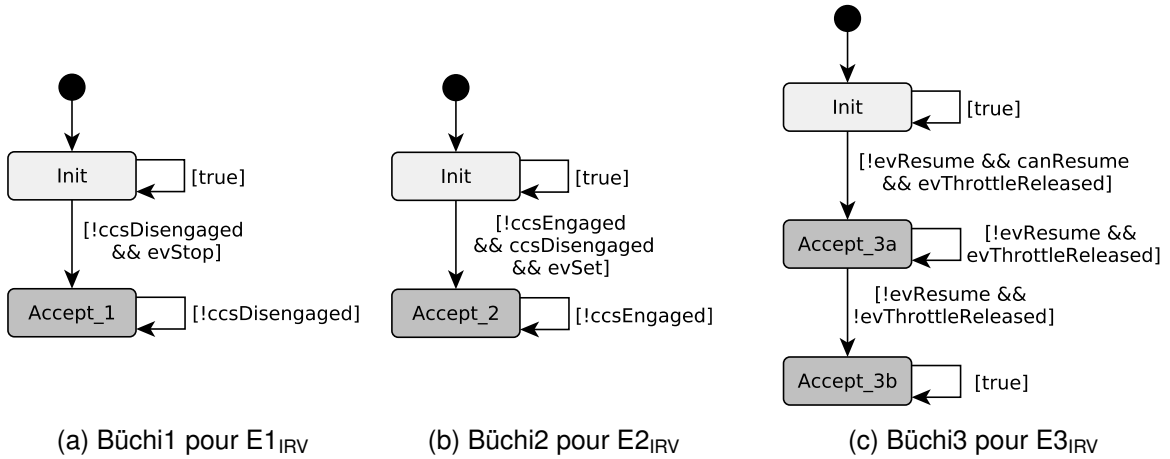 Init
[true]
[!ccsDisengaged
&& evStop]
Accept_1
[!ccsDisengaged]
(a) Büchi1 pour E1IRV
Init
[true]
[!ccsEngaged
&& ccsDisengaged
&& evSet]
Accept_2
[!ccsEngaged]
(b) Büchi2 pour E2IRV
Init
[true]
[!evResume && canResume
&& evThrottleReleased]
Accept_3a
[!evResume &&
evThrottleReleased]
[!evResume &&
!evThrottleReleased]
Accept_3b
[true]
(c) Büchi3 pour E3IRV